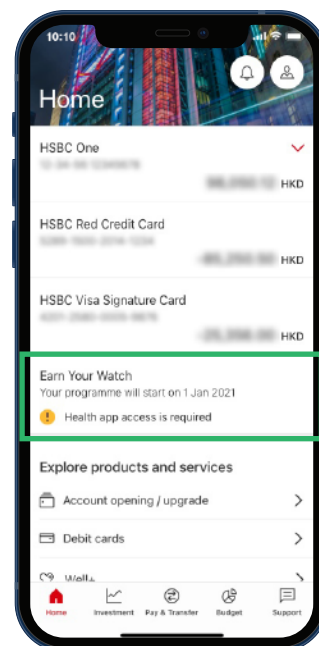 10:10
Home
HSBC One
HKD
HSBC Red Credit Card
HKD
HSBC Visa Signature Card
HKD
Earn Your Watch
Your programme will start on 1 Jan 2021
Health app access is required
Explore products and services
Account opening / upgrade
Debit cards
Home Investment Pay & Transfer Budget Support